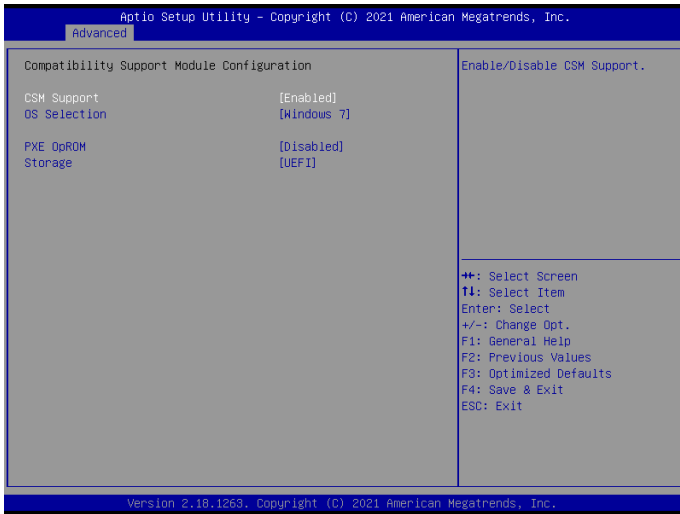 Aptio Setup Utility – Copyright (C) 2021 American Megatrends, Inc.
Advanced
Compatibility Support Module Configuration
CSM Support [Enabled]
OS Selection [Windows 7]
PXE OpROM [Disabled]
Storage [UEFI]
Enable/Disable CSM Support.
→←: Select Screen
↑↓: Select Item
Enter: Select
+/-: Change Opt.
F1: General Help
F2: Previous Values
F3: Optimized Defaults
F4: Save & Exit
ESC: Exit
Version 2.18.1263. Copyright (C) 2021 American Megatrends, Inc.